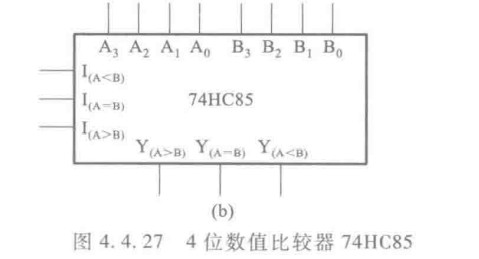 A₃ A₂ A₁ A₀ B₃ B₂ B₁ B₀
I(A<B)
I(A=B) 74HC85
I(A>B)
Y(A>B) Y(A=B) Y(A<B)
(b)
图 4.4.27 4 位数值比较器 74HC85